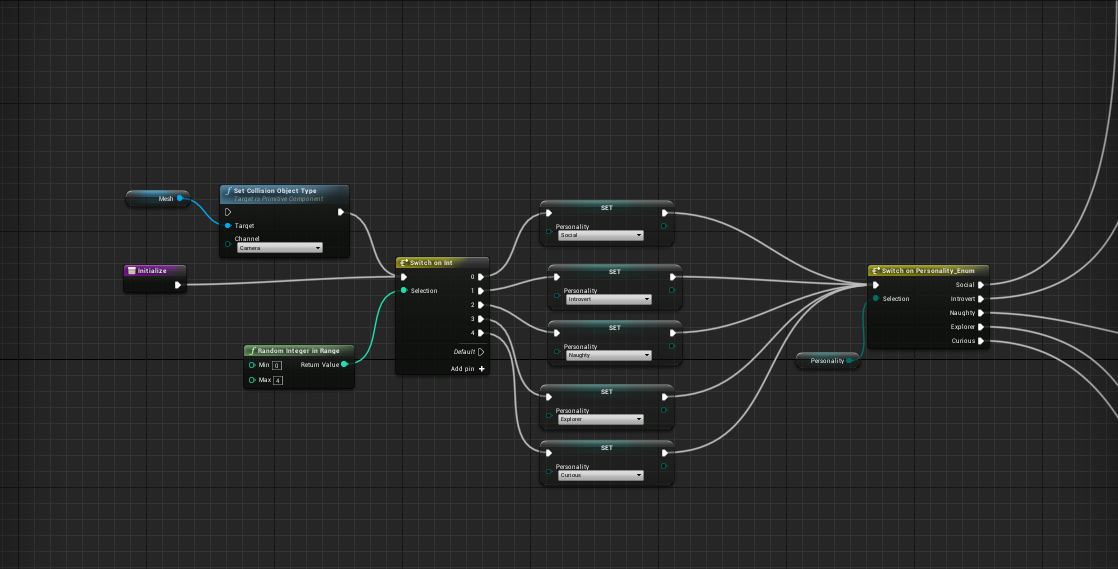 Mesh
Set Collision Object Type
Target is Primitive Component
Target
Channel
Camera
Initialize
Random Integer in Range
Min 0
Return Value
Max 4
Switch on Int
0
Selection
1
2
3
4
Default
Add pin
SET
Personality
Social
SET
Personality
Introvert
SET
Personality
Naughty
SET
Personality
Explorer
SET
Personality
Curious
Personality
Switch on Personality_Enum
Social
Selection
Introvert
Naughty
Explorer
Curious